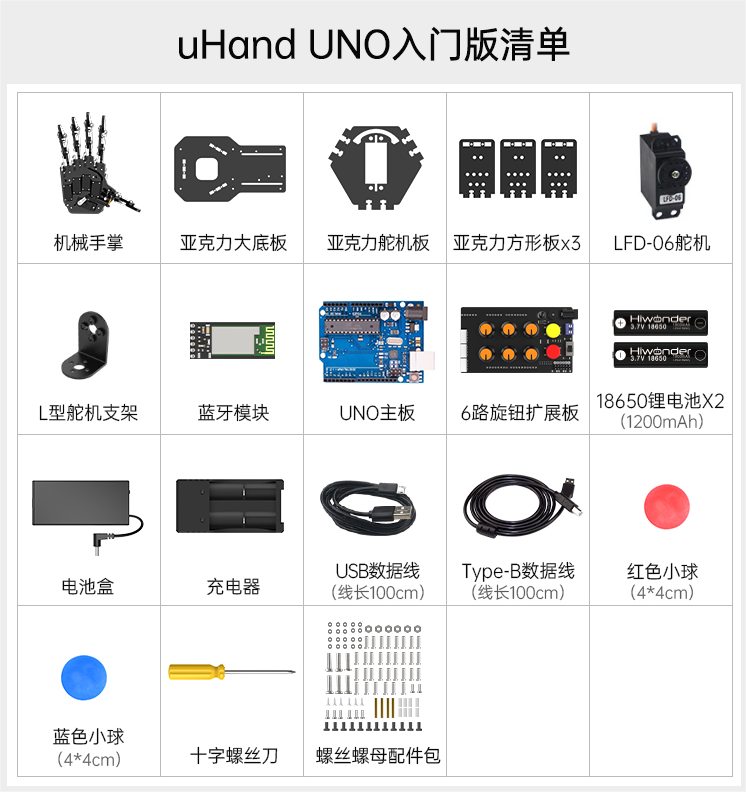 uHand UNO入门版清单
机械手掌
亚克力大底板
亚克力舵机板
亚克力方形板x3
LFD-06
LFD-06舵机
L型舵机支架
蓝牙模块
UNO主板
6路旋钮扩展板
Hiwonder
3.7V 18650
Hiwonder
3.7V 18650
18650锂电池X2
(1200mAh)
电池盒
充电器
USB数据线
(线长100cm)
Type-B数据线
(线长100cm)
红色小球
(4*4cm)
蓝色小球
(4*4cm)
十字螺丝刀
螺丝螺母配件包